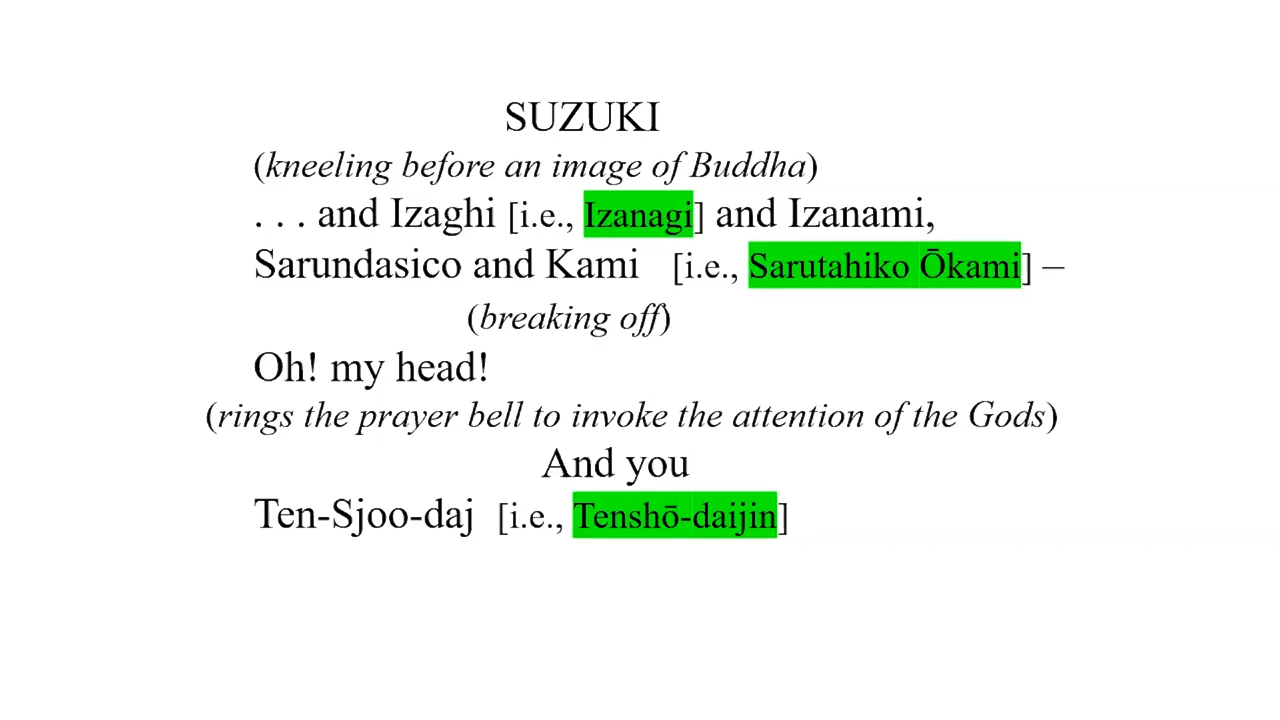 SUZUKI
(kneeling before an image of Buddha)
. . . and Izaghi [i.e., Izanagi] and Izanami,
Sarundasico and Kami [i.e., Sarutahiko Ōkami] –
(breaking off)
Oh! my head!
(rings the prayer bell to invoke the attention of the Gods)
And you
Ten-Sjoo-daj [i.e., Tenshō-daijin]